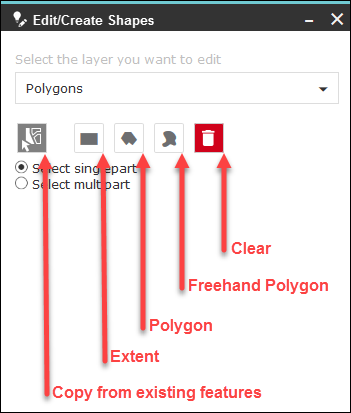 Edit/Create Shapes
Select the layer you want to edit
Polygons
Select singlepart
Select multipart
Clear
Freehand Polygon
Polygon
Extent
Copy from existing features